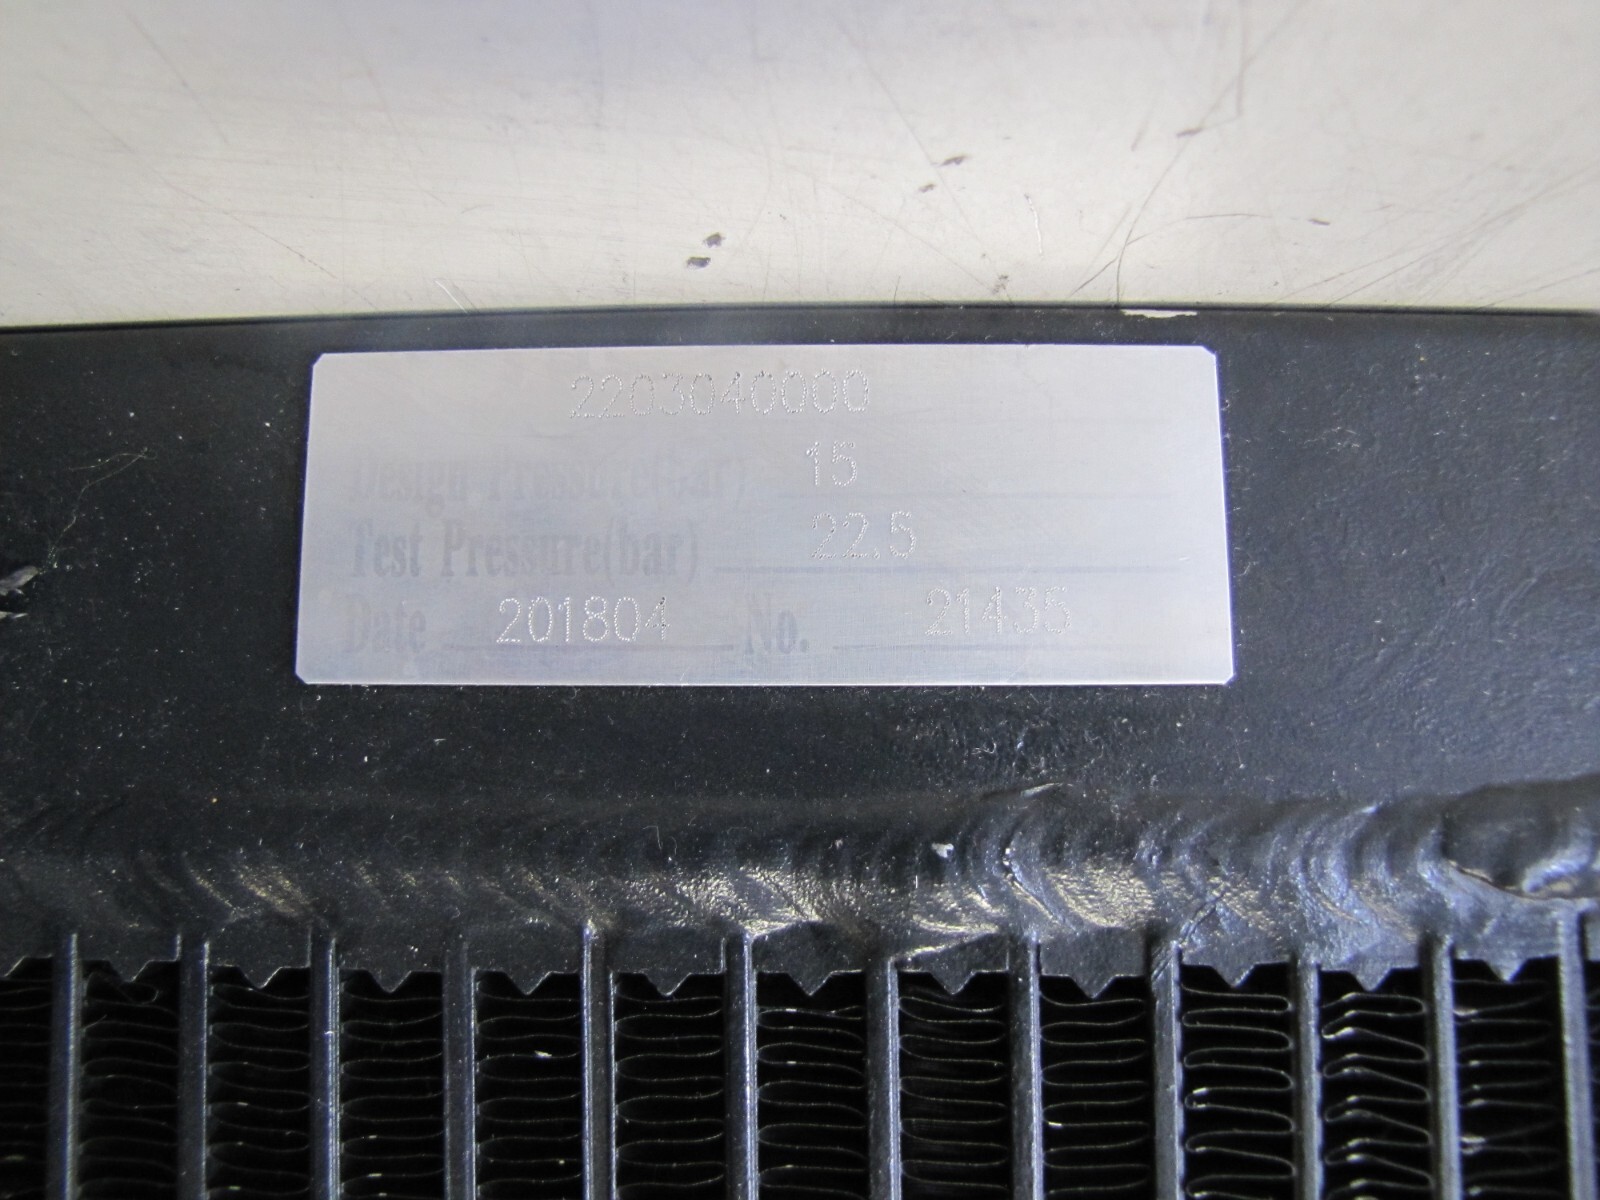 2203040000
Design Pressure(bar) 15
Test Pressure(bar) 22.5
Date 201804 No. 21435